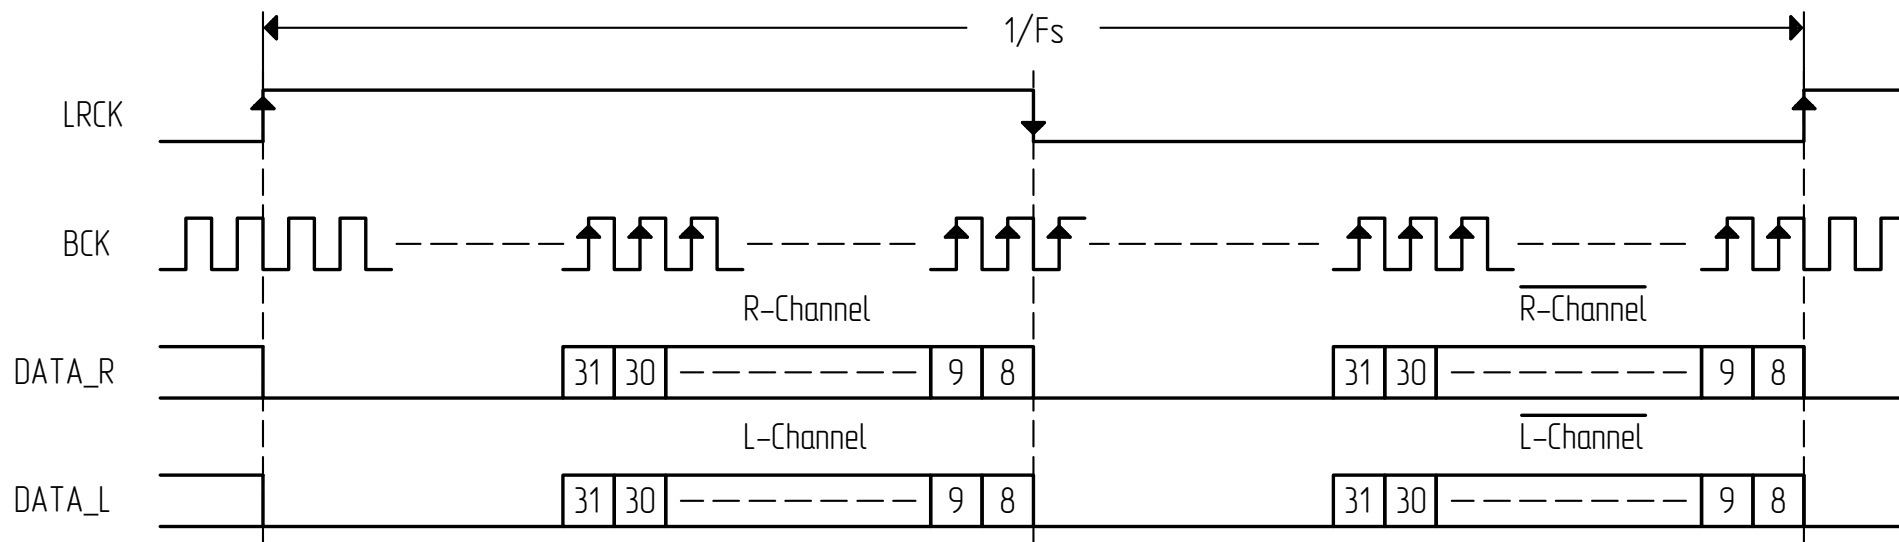 1/Fs
LRCK
BCK
R-Channel R-Channel
DATA_R 31 30 9 8 31 30 9 8
L-Channel L-Channel
DATA_L 31 30 9 8 31 30 9 8